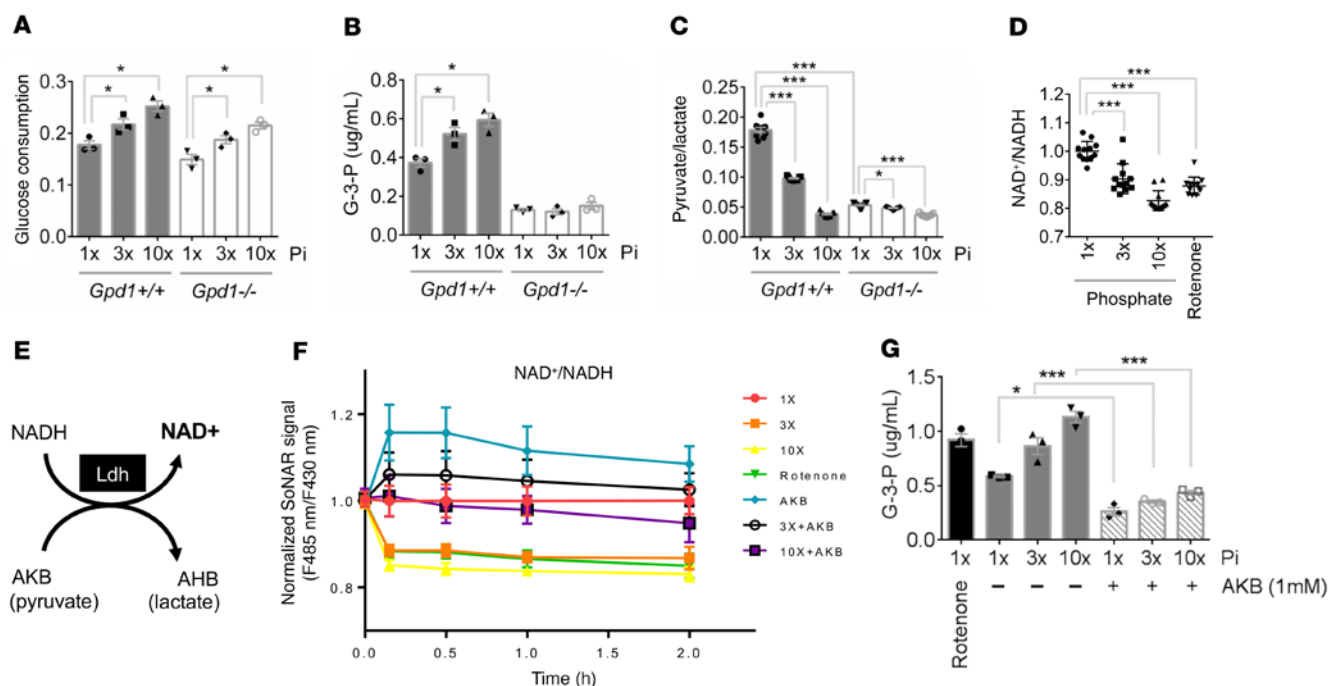 A
Glucose consumption
0.3
0.2
0.1
0.0
* * * *
1x 3x 10x 1x 3x 10x Pi
Gpd1+/+ Gpd1-/-
B
G-3-P (ug/mL)
0.8
0.6
0.4
0.2
0.0
* *
1x 3x 10x 1x 3x 10x Pi
Gpd1+/+ Gpd1-/-
C
Pyruvate/lactate
0.25
0.20
0.15
0.10
0.05
0.00
***
***
***
***
*
1x 3x 10x 1x 3x 10x Pi
Gpd1+/+ Gpd1-/-
D
NAD+/NADH
1.2
1.1
1.0
0.9
0.8
0.7
***
***
***
1x 3x 10x Rotenone
Phosphate
E
NADH NAD+
Ldh
AKB AHB
(pyruvate) (lactate)
F
NAD+/NADH
Normalized SoNAR signal
(F485 nm/F430 nm)
1.2
1.0
0.8
0.0 0.5 1.0 2.0
Time (h)
1X
3X
10X
Rotenone
AKB
3X+AKB
10X+AKB
G
G-3-P (ug/mL)
1.5
1.0
0.5
0.0
***
***
*
1x 1x 3x 10x 1x 3x 10x Pi
Rotenone − − − + + + AKB (1mM)